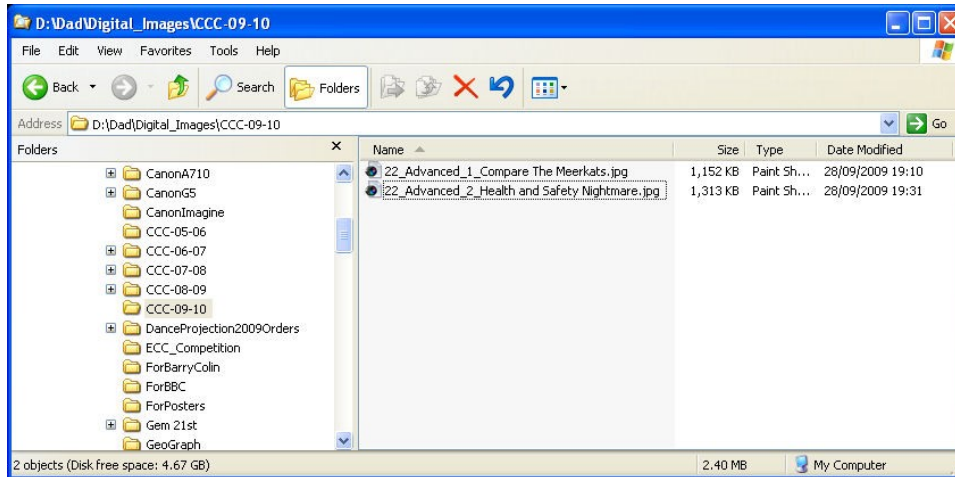 D:\Dad\Digital_Images\CCC-09-10
File Edit View Favorites Tools Help
Back Search Folders
Address D:\Dad\Digital_Images\CCC-09-10 Go
Folders x
Name Size Type Date Modified
22_Advanced_1_Compare The Meerkats.jpg 1,152 KB Paint Sh... 28/09/2009 19:10
22_Advanced_2_Health and Safety Nightmare.jpg 1,313 KB Paint Sh... 28/09/2009 19:31
CanonA710
CanonG5
CanonImagine
CCC-05-06
CCC-06-07
CCC-07-08
CCC-08-09
CCC-09-10
DanceProjection2009Orders
ECC_Competition
ForBarryColin
ForBBC
ForPosters
Gem 21st
GeoGraph
2 objects (Disk free space: 4.67 GB) 2.40 MB My Computer